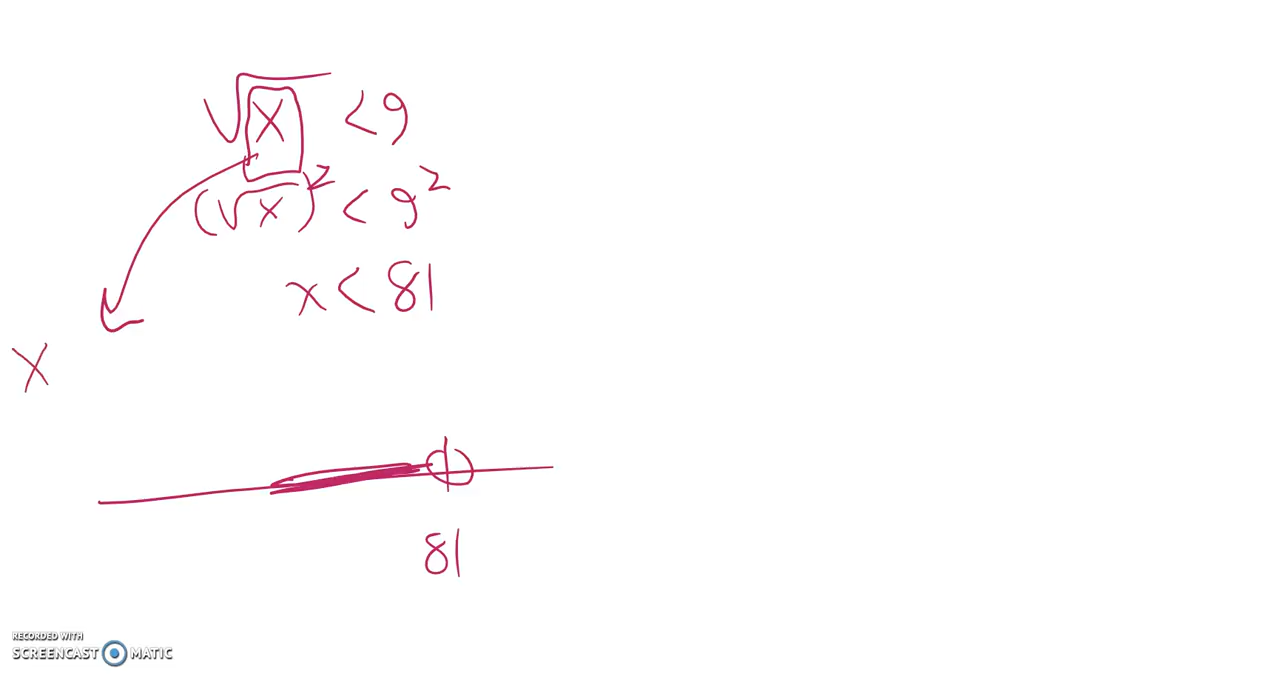 √x < 9
(√x)² < 9²
x < 81
x
81
RECORDED WITH
SCREENCAST MATIC